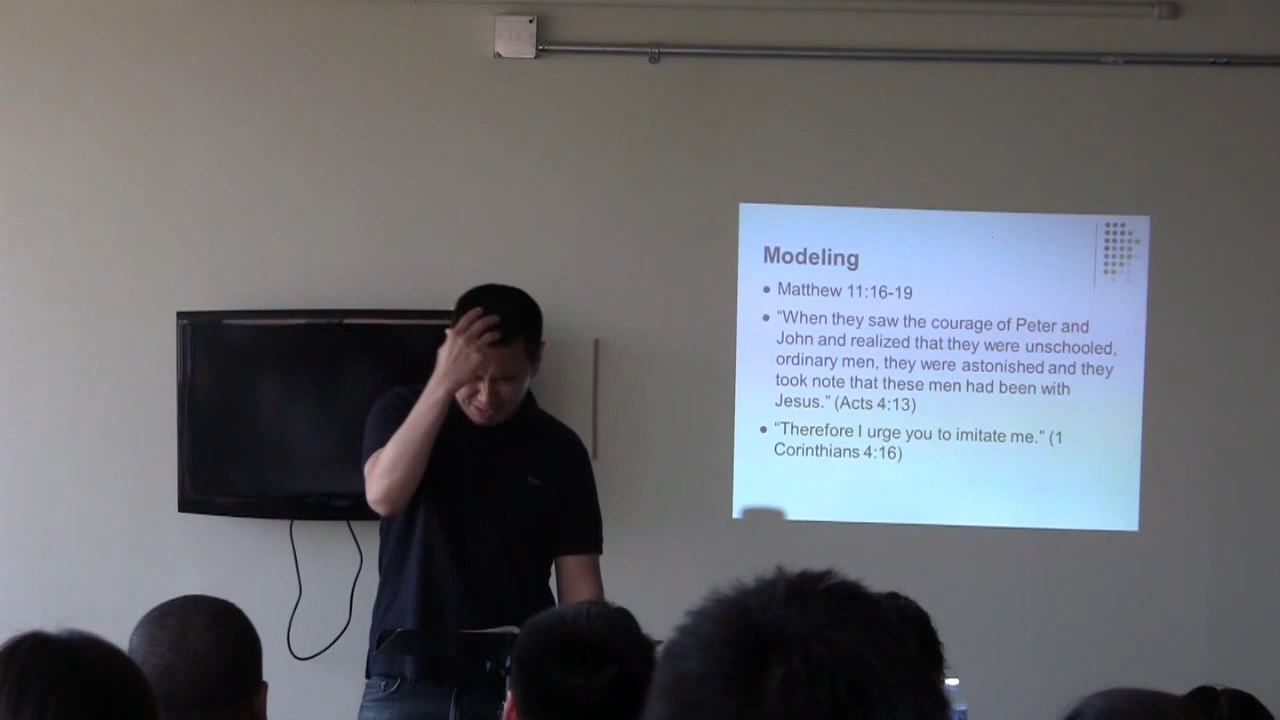 Modeling
Matthew 11:16-19
"When they saw the courage of Peter and
John and realized that they were unschooled,
ordinary men, they were astonished and they
took note that these men had been with
Jesus." (Acts 4:13)
"Therefore I urge you to imitate me." (1
Corinthians 4:16)